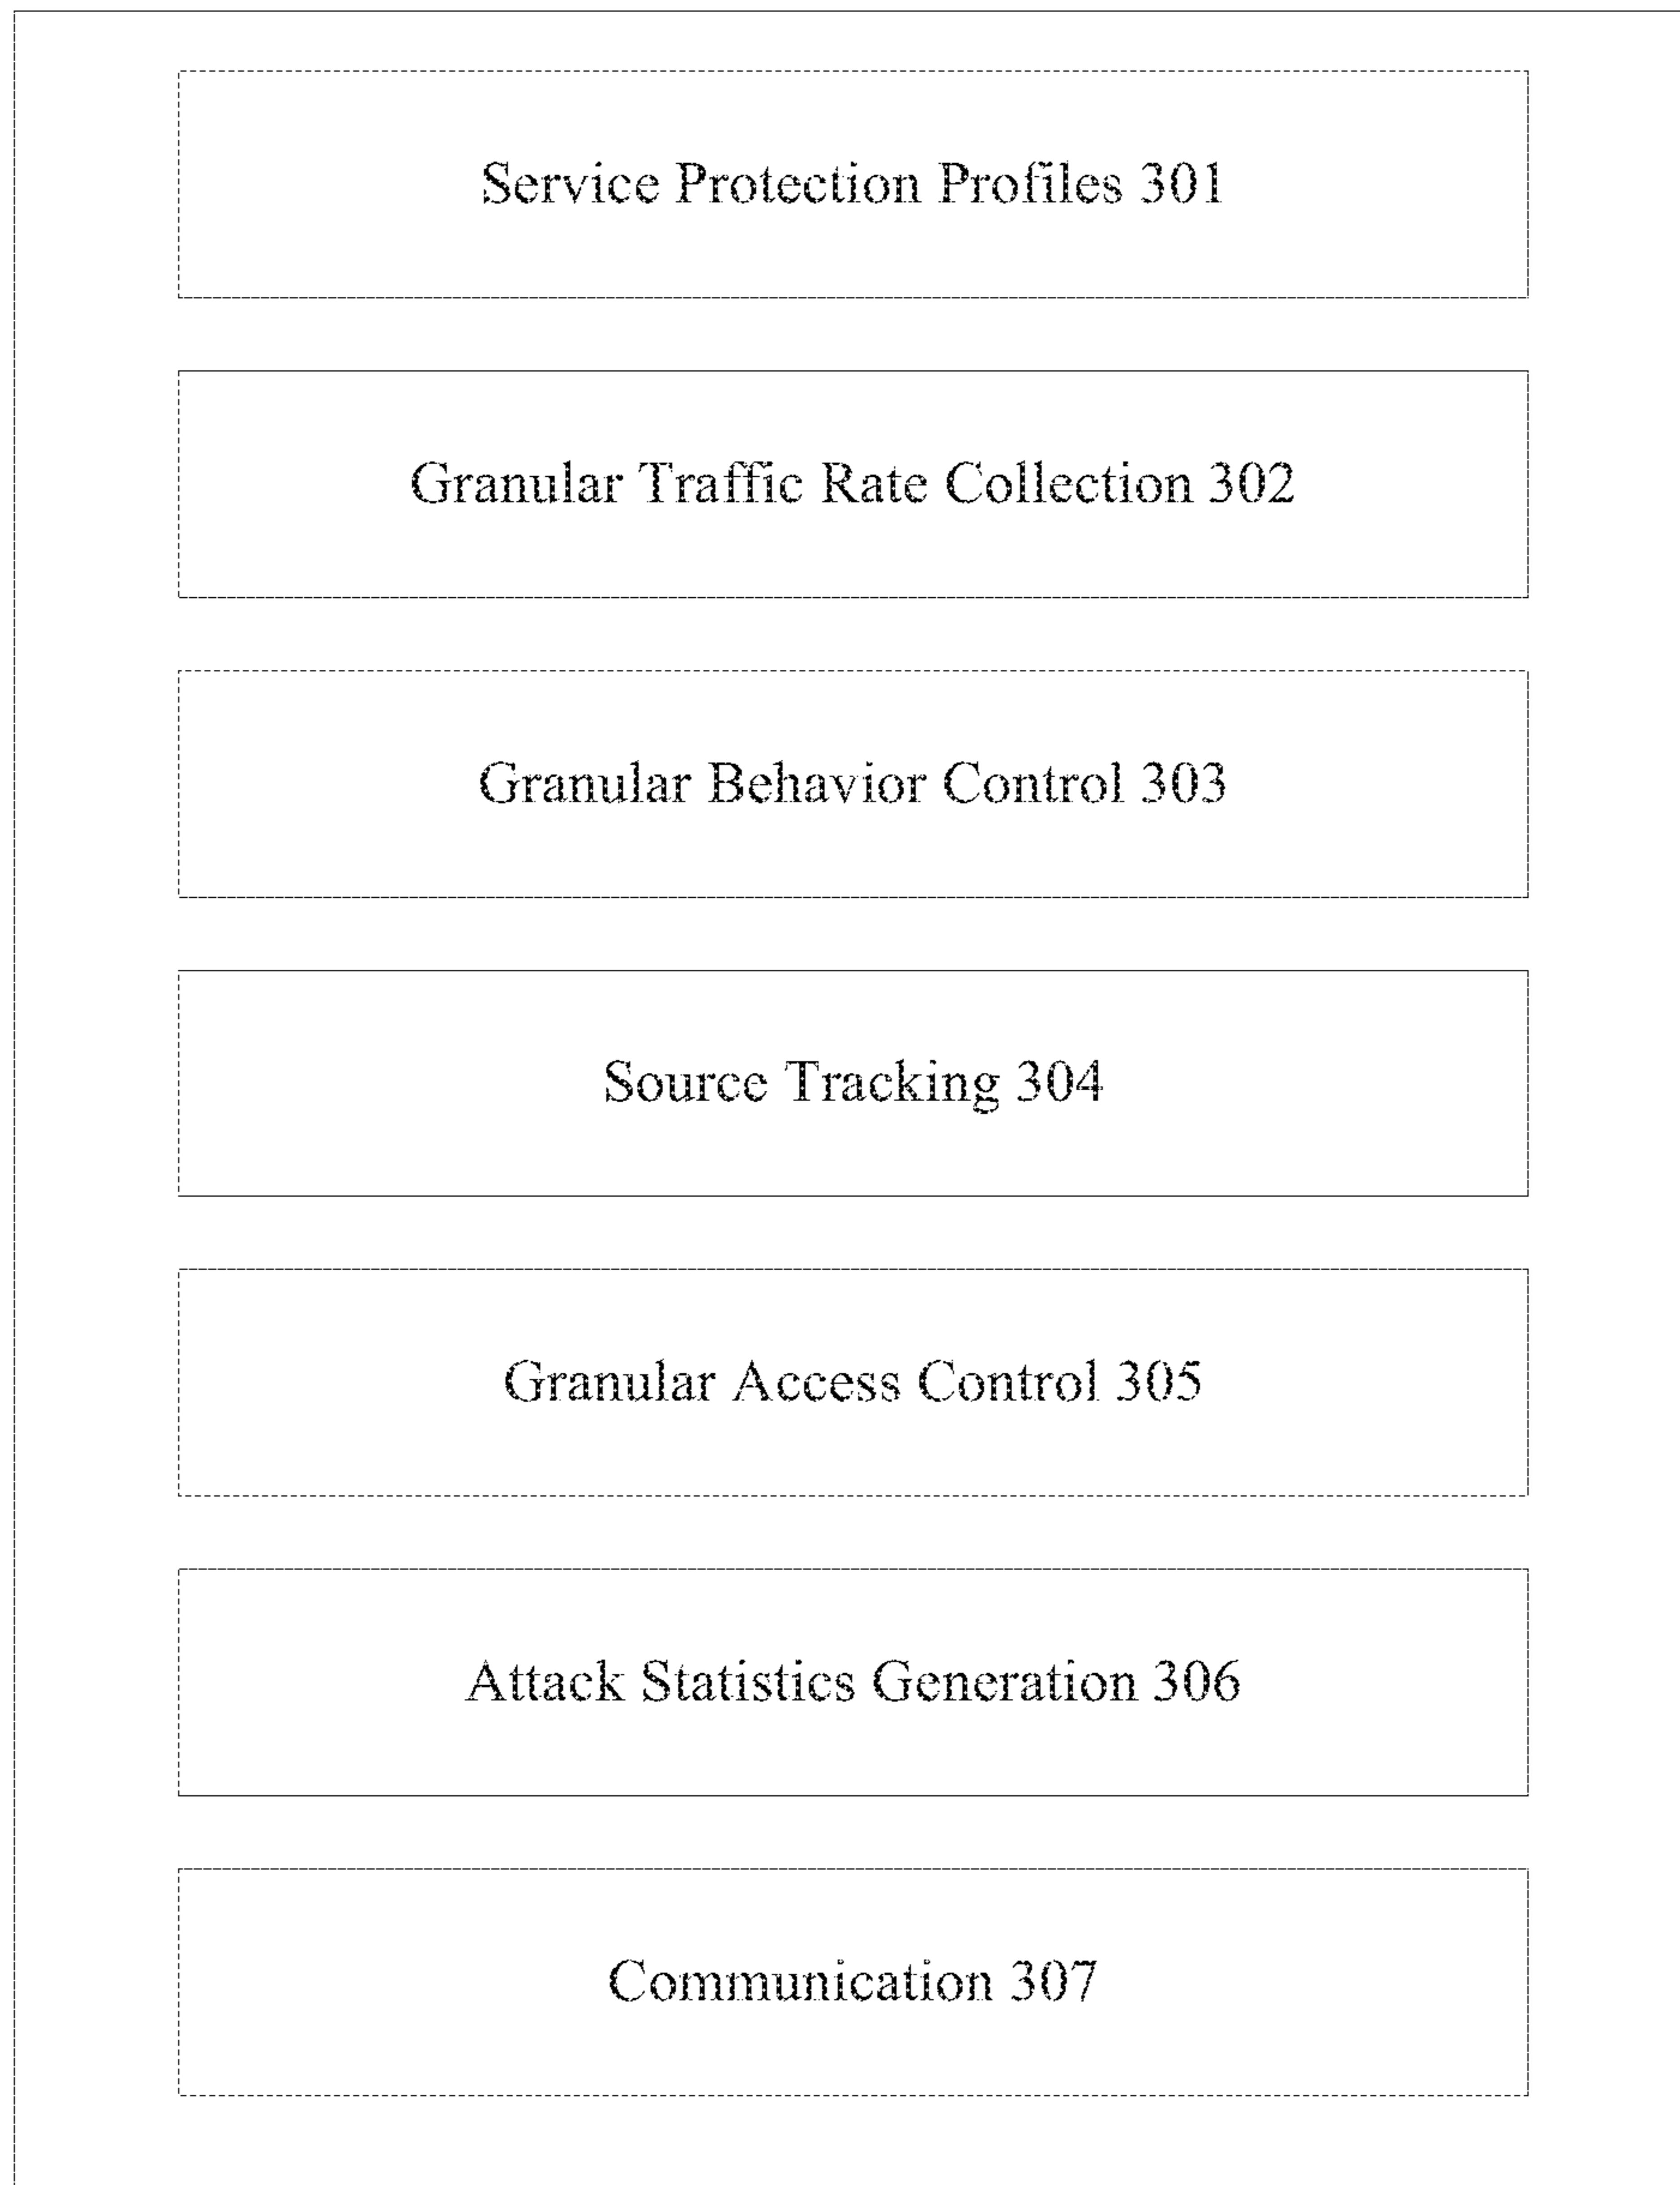 Service Protection Profiles 301
Granular Traffic Rate Collection 302
Granular Behavior Control 303
Source Tracking 304
Granular Access Control 305
Attack Statistics Generation 306
Communication 307